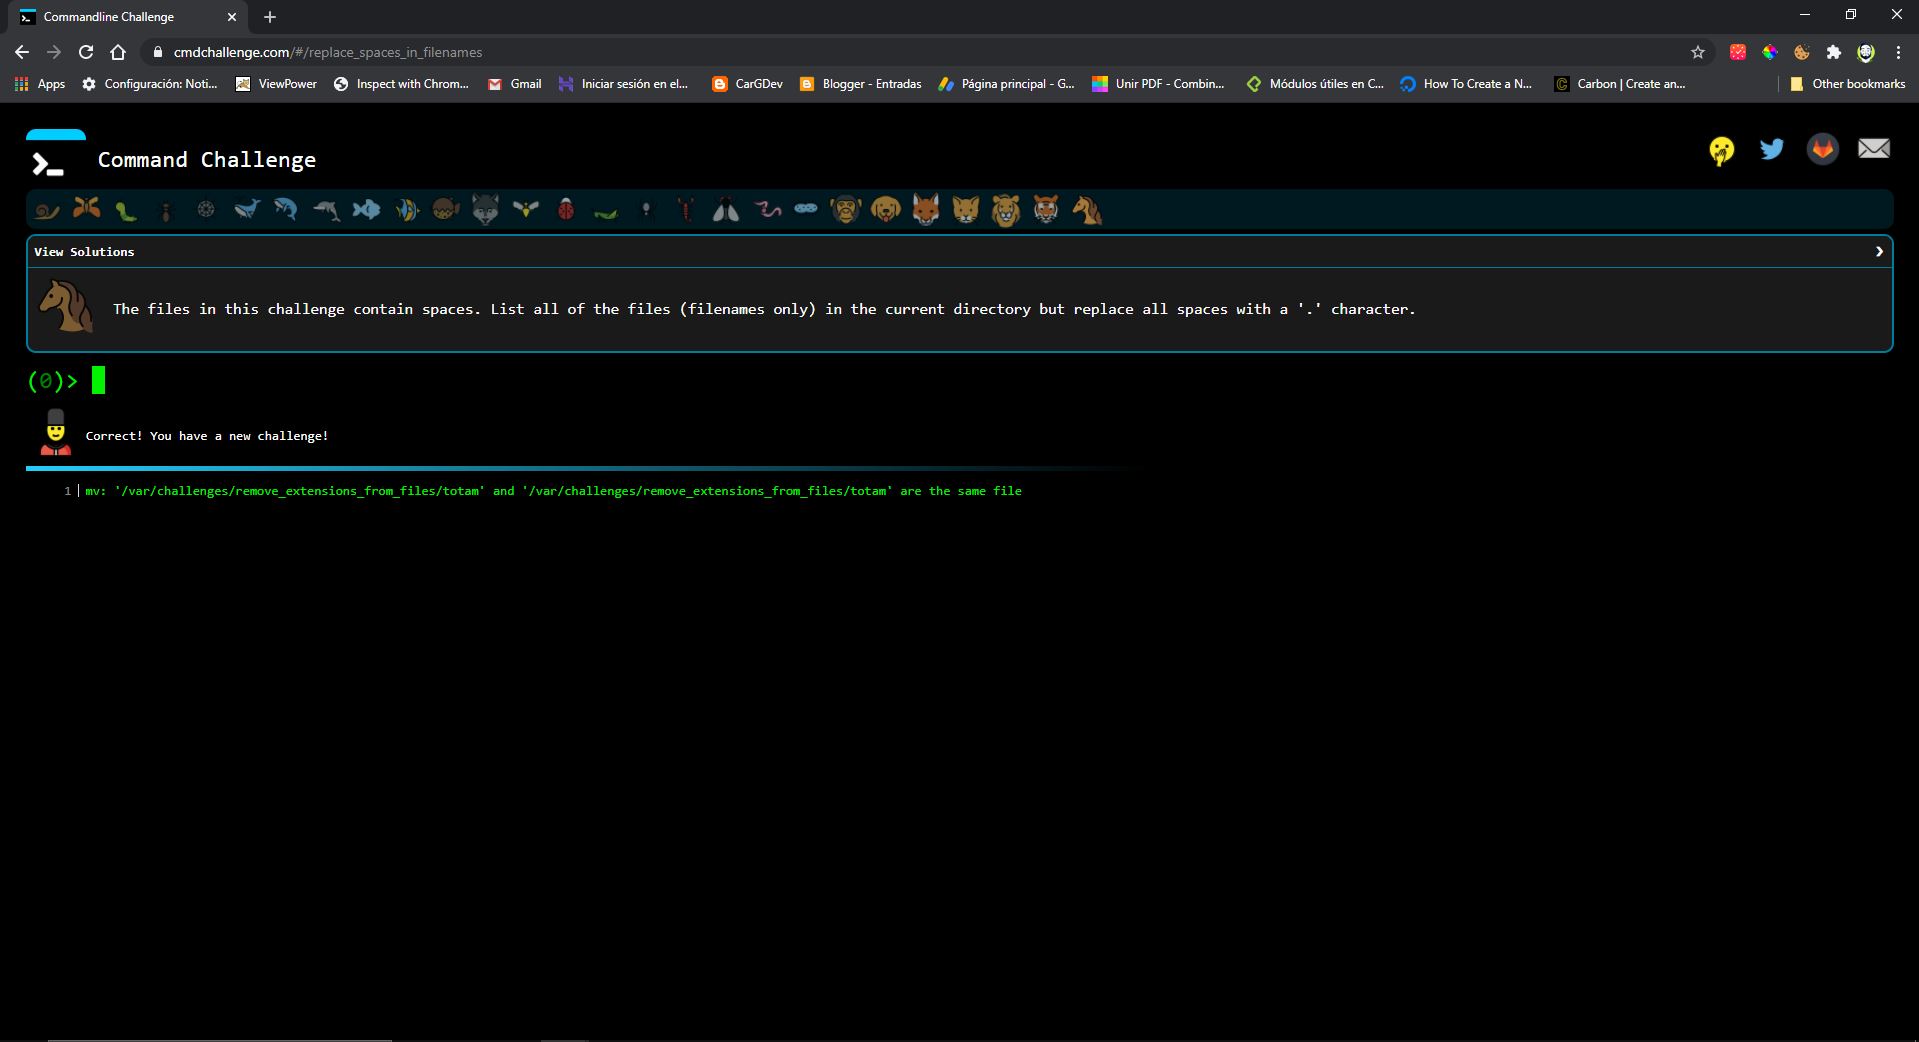 Commandline Challenge
cmdchallenge.com/#/replace_spaces_in_filenames
Apps Configuración: Noti... ViewPower Inspect with Chrom... Gmail Iniciar sesión en el... CarGDev Blogger - Entradas Página principal - G... Unir PDF - Combin... Módulos útiles en C... How To Create a N... Carbon | Create an... Other bookmarks
>_ Command Challenge
View Solutions
The files in this challenge contain spaces. List all of the files (filenames only) in the current directory but replace all spaces with a '.' character.
(0)>
Correct! You have a new challenge!
1 mv: '/var/challenges/remove_extensions_from_files/totam' and '/var/challenges/remove_extensions_from_files/totam' are the same file